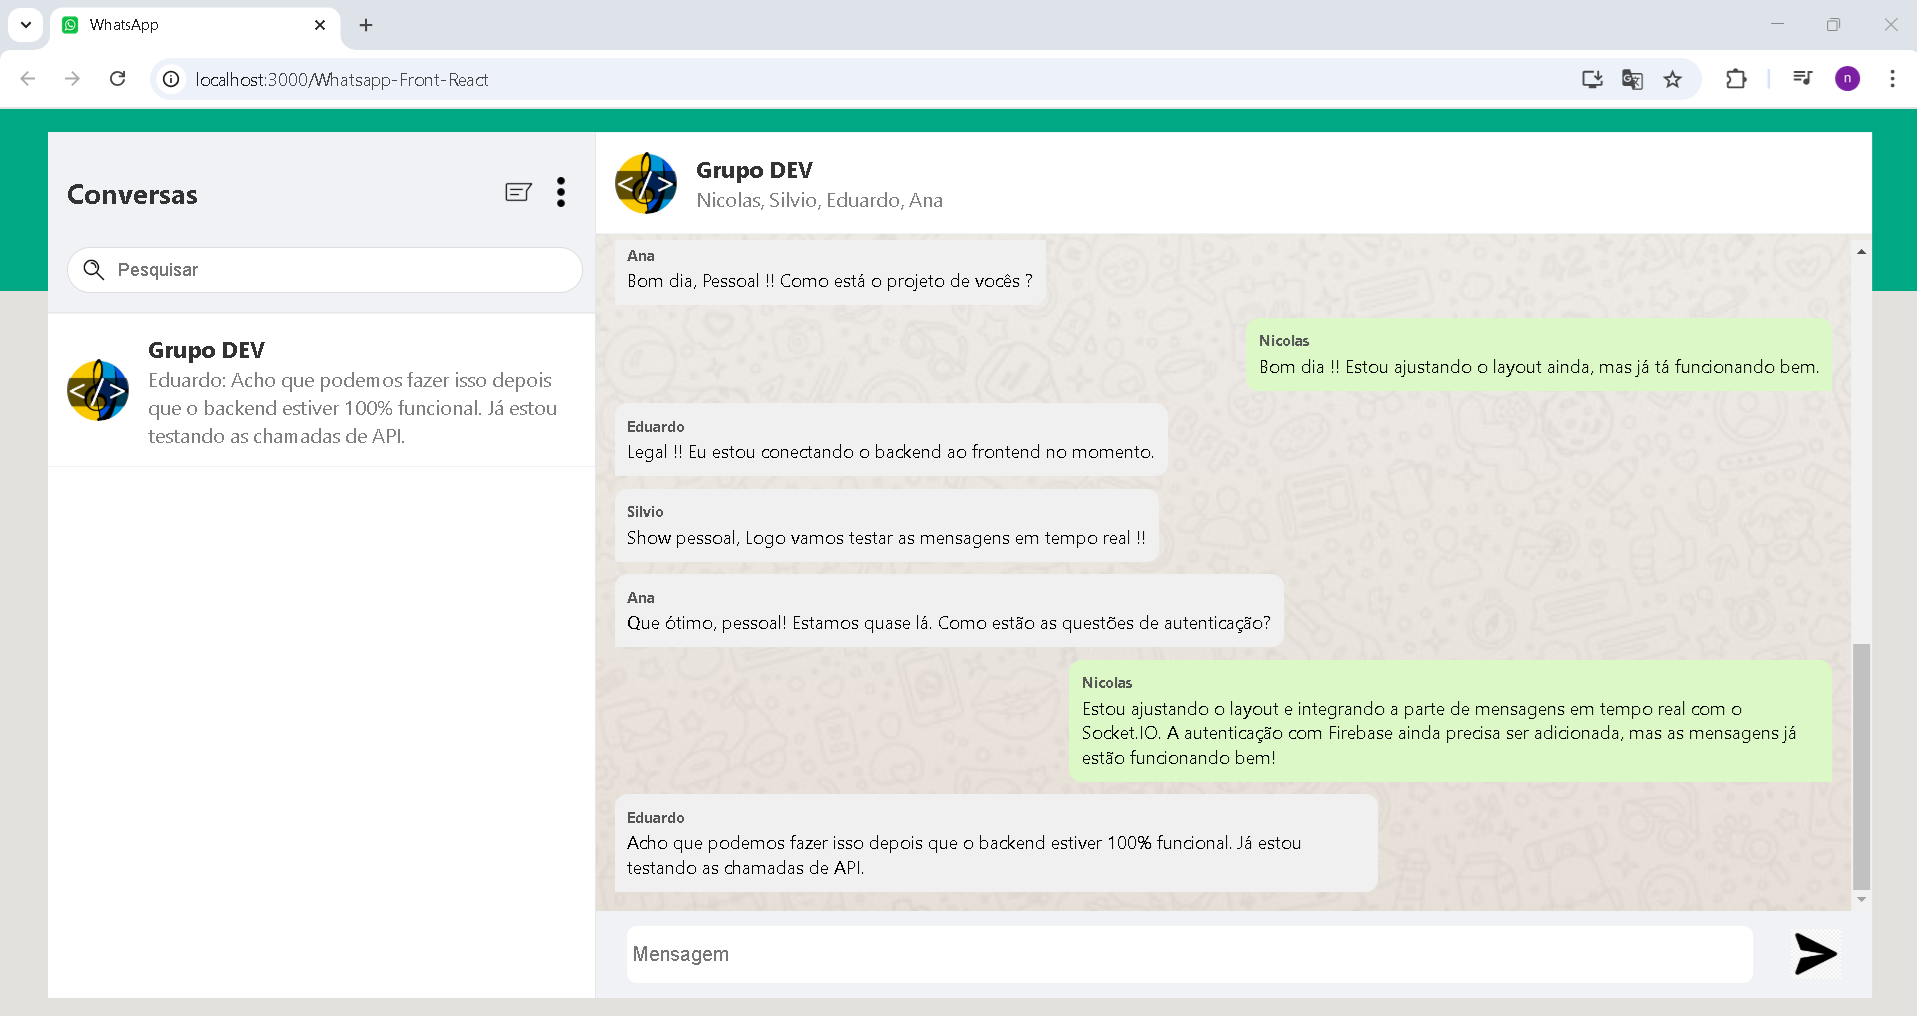 WhatsApp
localhost:3000/Whatsapp-Front-React
n
Conversas
Pesquisar
Grupo DEV
Eduardo: Acho que podemos fazer isso depois
que o backend estiver 100% funcional. Já estou
testando as chamadas de API.
</>
Grupo DEV
Nicolas, Silvio, Eduardo, Ana
</>
Ana
Bom dia, Pessoal !! Como está o projeto de vocês ?
Nicolas
Bom dia !! Estou ajustando o layout ainda, mas já tá funcionando bem.
Eduardo
Legal !! Eu estou conectando o backend ao frontend no momento.
Silvio
Show pessoal, Logo vamos testar as mensagens em tempo real !!
Ana
Que ótimo, pessoal! Estamos quase lá. Como estão as questões de autenticação?
Nicolas
Estou ajustando o layout e integrando a parte de mensagens em tempo real com o
Socket.IO. A autenticação com Firebase ainda precisa ser adicionada, mas as mensagens já
estão funcionando bem!
Eduardo
Acho que podemos fazer isso depois que o backend estiver 100% funcional. Já estou
testando as chamadas de API.
Mensagem